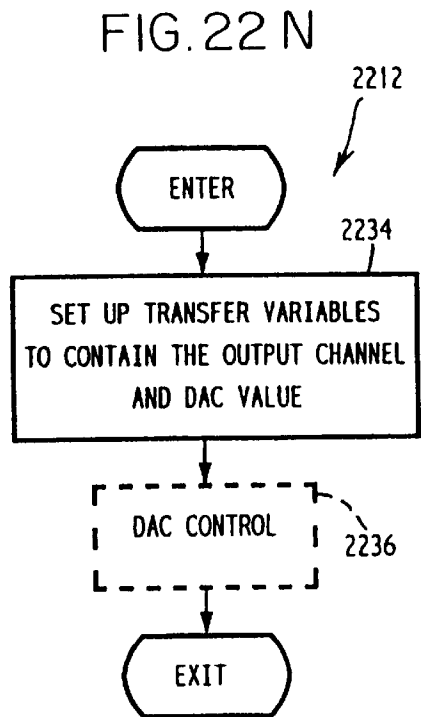 FIG. 22 N
2212
ENTER
2234
SET UP TRANSFER VARIABLES
TO CONTAIN THE OUTPUT CHANNEL
AND DAC VALUE
DAC CONTROL
2236
EXIT